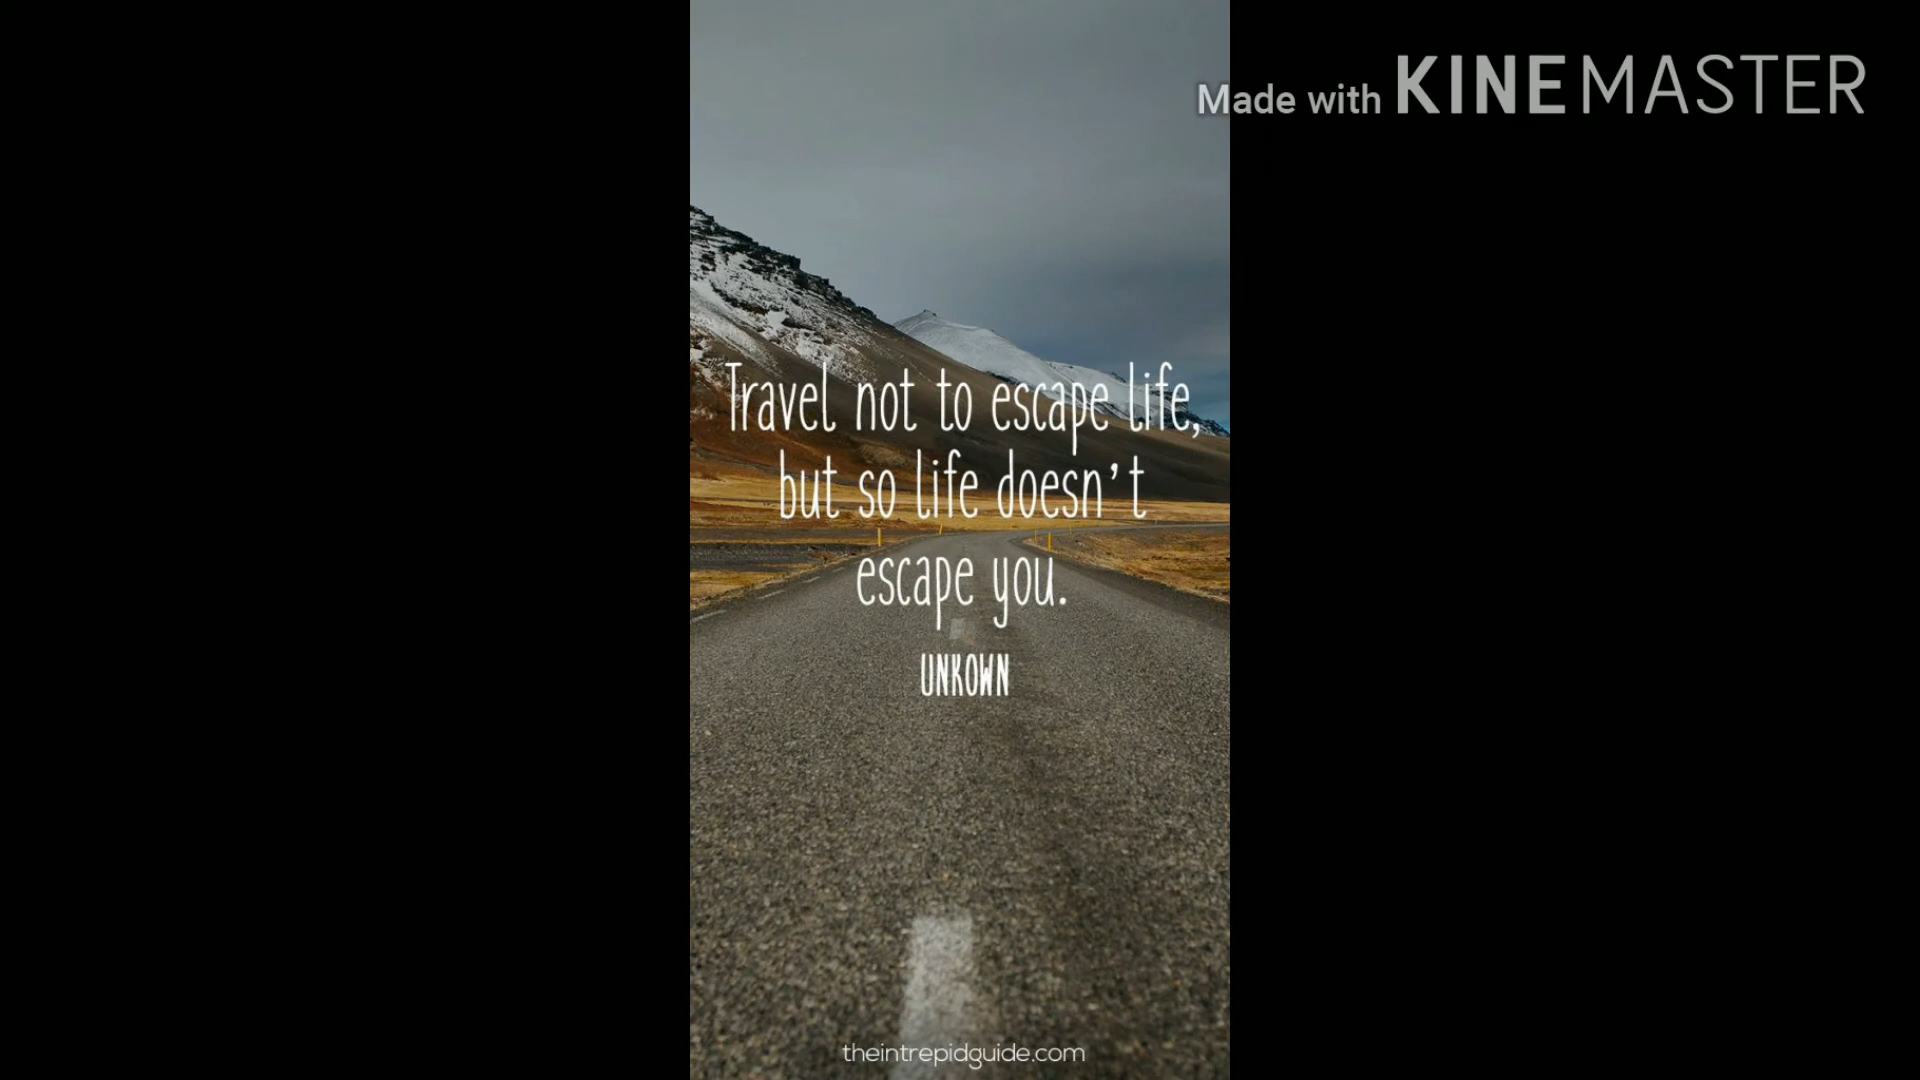 Made with KINEMASTER
Travel not to escape life,
but so life doesn't
escape you.
UNKOWN
theintrepidguide.com